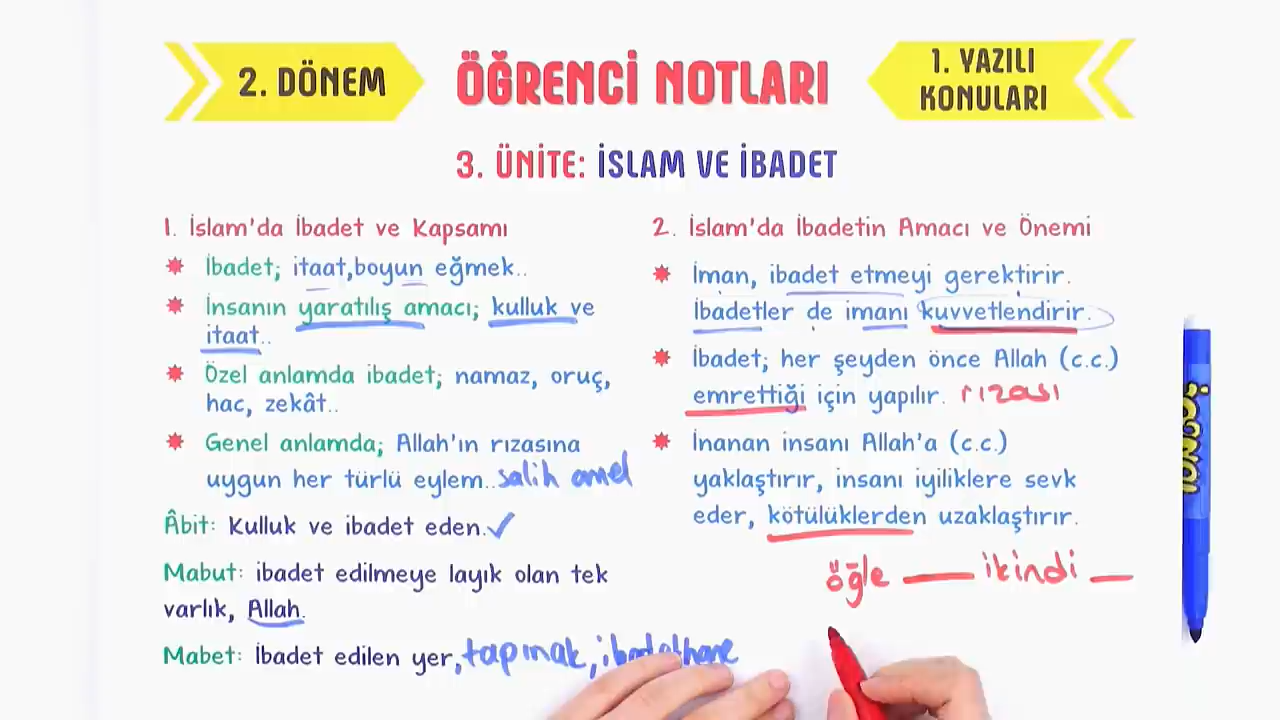 2. DÖNEM
ÖĞRENCİ NOTLARI
1. YAZILI
KONULARI
3. ÜNİTE: İSLAM VE İBADET
1. İslam'da İbadet ve Kapsamı
İbadet; itaat,boyun eğmek..
İnsanın yaratılış amacı; kulluk ve
itaat..
Özel anlamda ibadet; namaz, oruç,
hac, zekât..
Genel anlamda; Allah'ın rızasına
uygun her türlü eylem..salih amel
Âbit: Kulluk ve ibadet eden.
Mabut: ibadet edilmeye layık olan tek
varlık, Allah.
Mabet: İbadet edilen yer,tapınak,ibadethane
2. İslam'da İbadetin Amacı ve Önemi
İman, ibadet etmeyi gerektirir.
İbadetler de imanı kuvvetlendirir.
İbadet; her şeyden önce Allah (c.c.)
emrettiği için yapılır. rızası
İnanan insanı Allah'a (c.c.)
yaklaştırır, insanı iyiliklere sevk
eder, kötülüklerden uzaklaştırır.
öğle — ikindi —